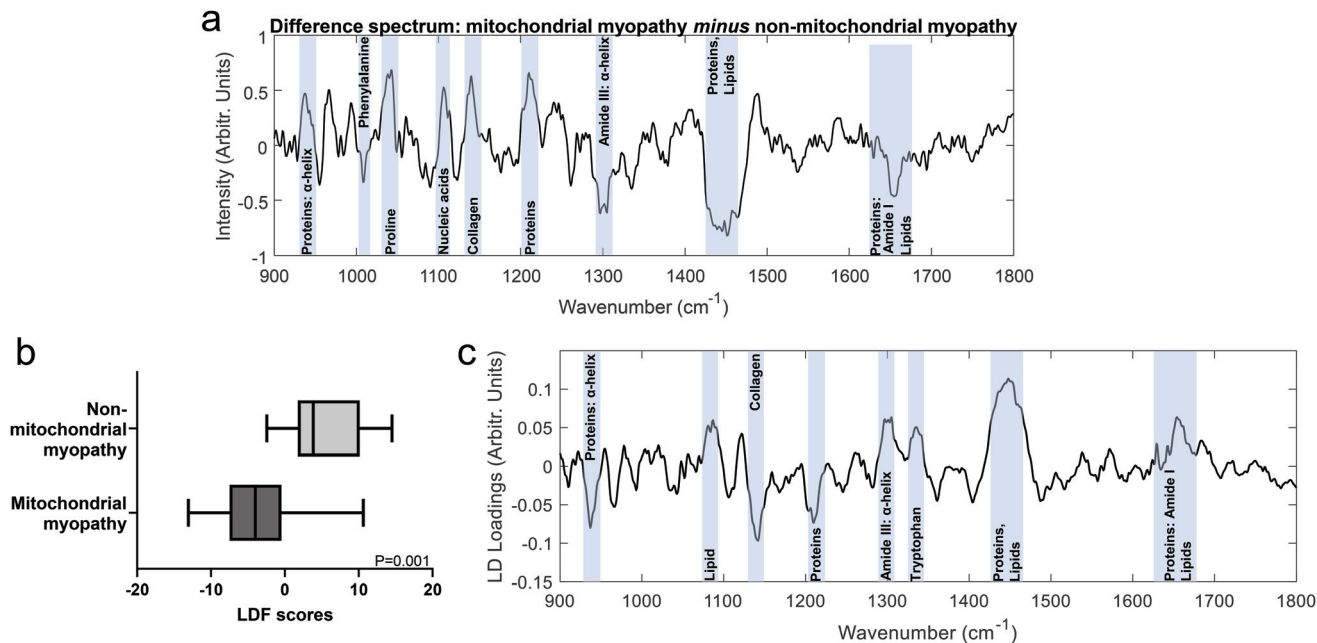 a
Difference spectrum: mitochondrial myopathy minus non-mitochondrial myopathy
Intensity (Arbitr. Units)
1
0.5
0
-0.5
-1
Proteins: α-helix
Phenylalanine
Proline
Nucleic acids
Collagen
Proteins
Amide III: α-helix
Proteins,
Lipids
Proteins:
Amide I
Lipids
900 1000 1100 1200 1300 1400 1500 1600 1700 1800
Wavenumber (cm-1)
b
Non-
mitochondrial
myopathy
Mitochondrial
myopathy
P=0.001
-20 -10 0 10 20
LDF scores
c
LD Loadings (Arbitr. Units)
0.1
0.05
0
-0.05
-0.1
-0.15
Proteins: α-helix
Lipid
Collagen
Proteins
Amide III: α-helix
Tryptophan
Proteins,
Lipids
Proteins: Amide I
Lipids
900 1000 1100 1200 1300 1400 1500 1600 1700 1800
Wavenumber (cm-1)